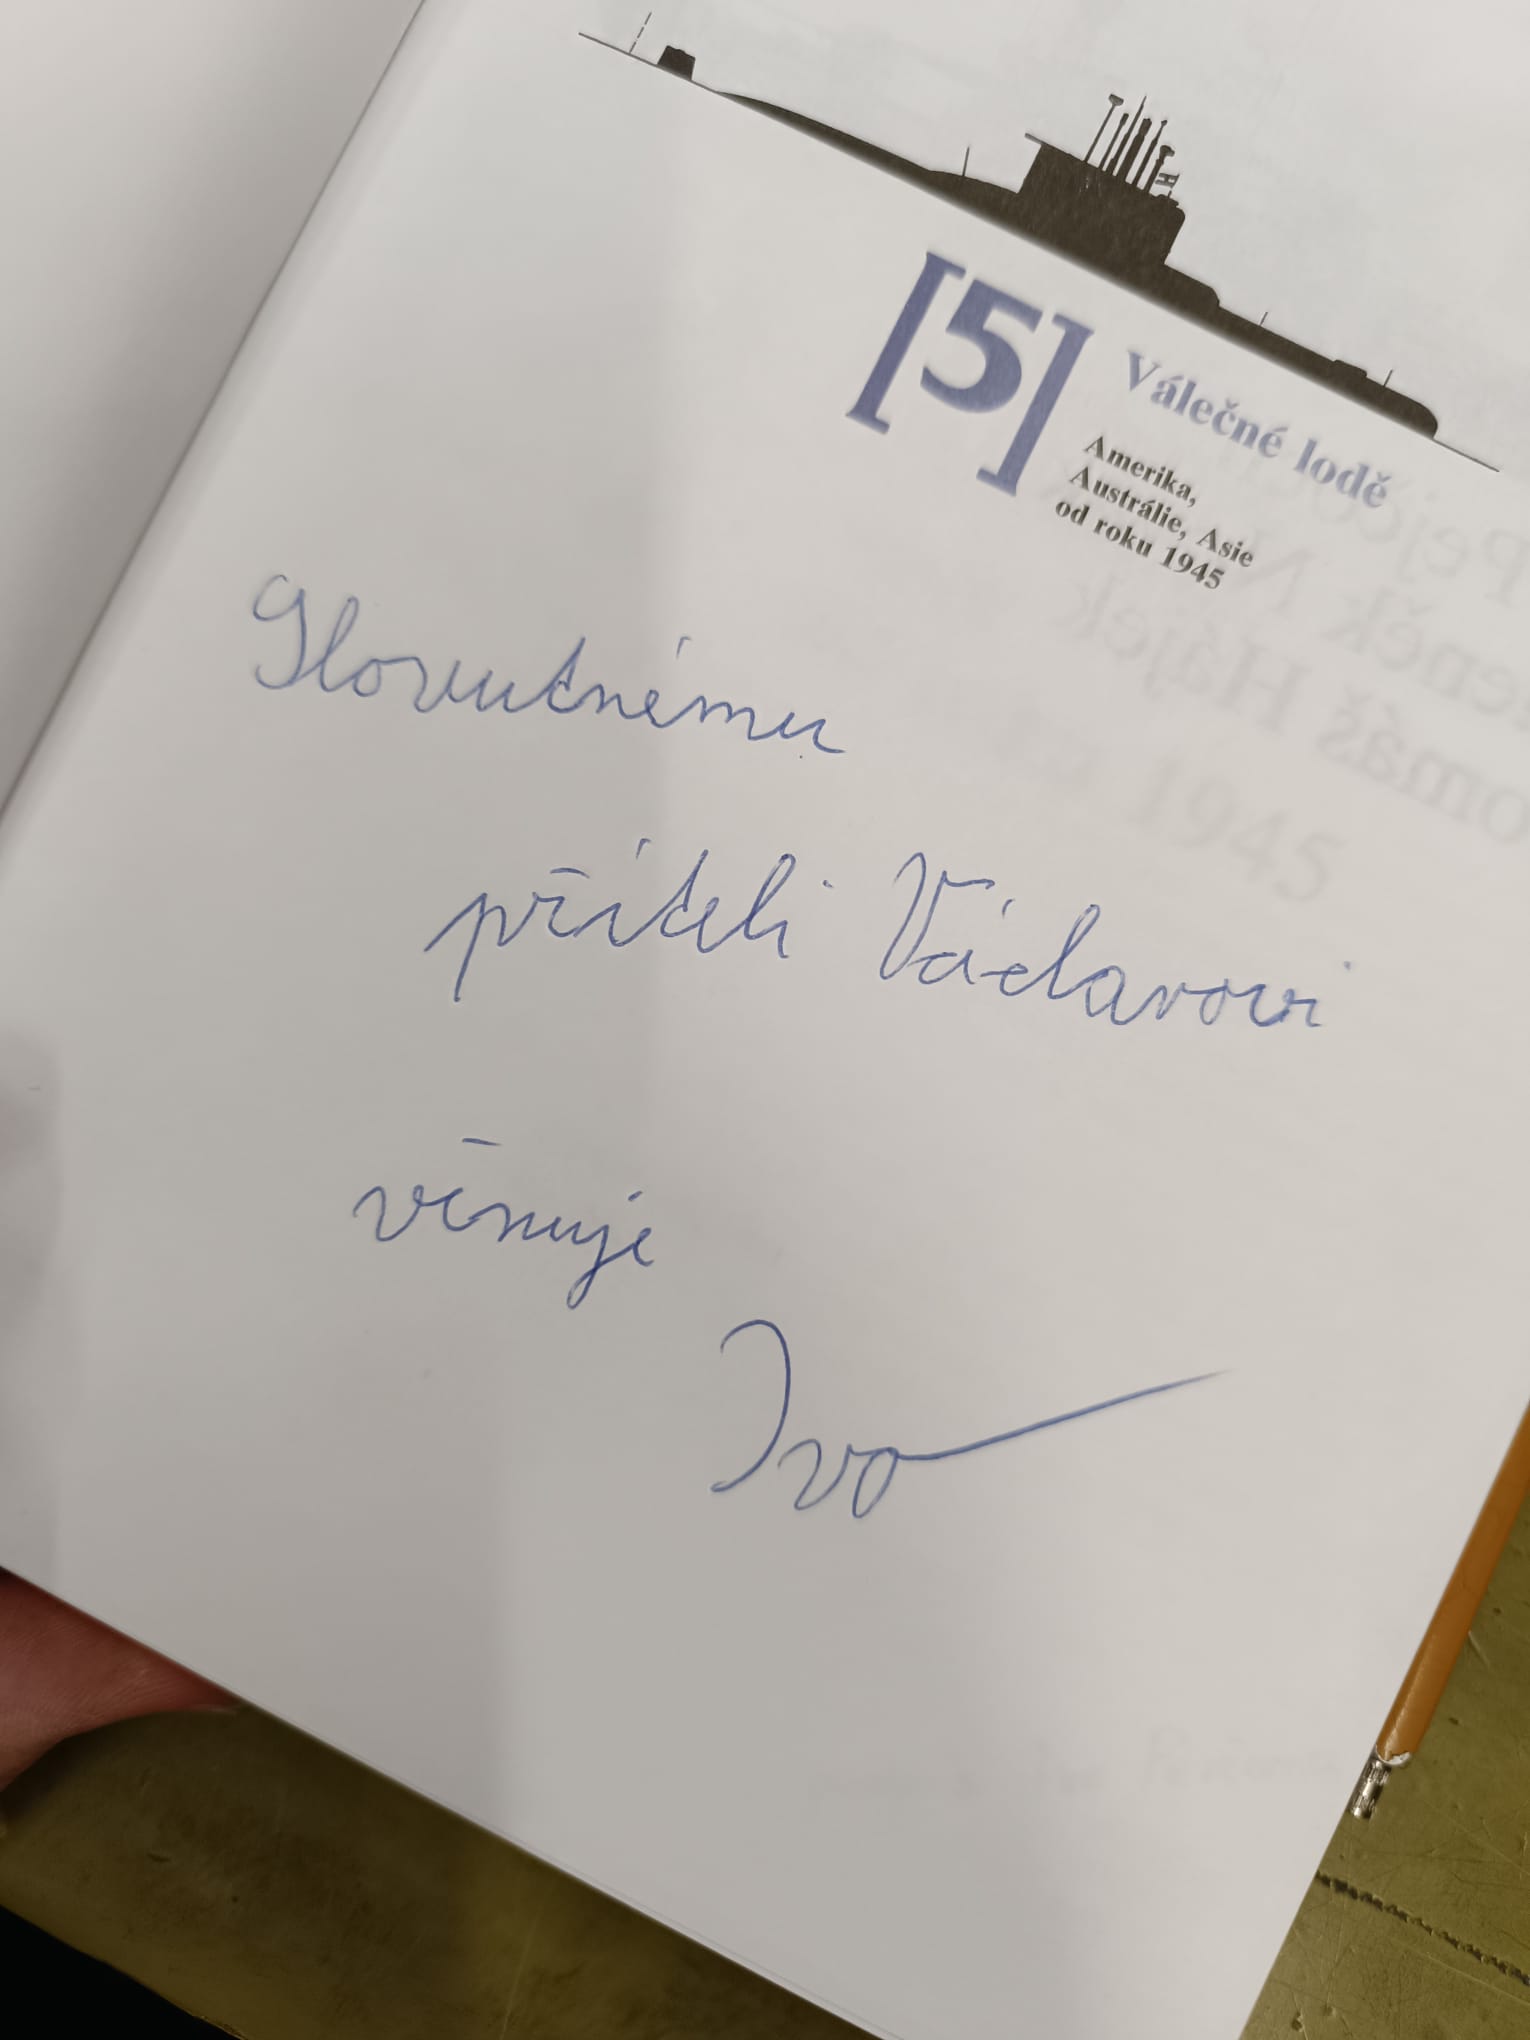 [5]
Válečné lodě
Amerika,
Austrálie, Asie
od roku 1945
Slovutnému
příteli Václavovi
věnuje
Ivo